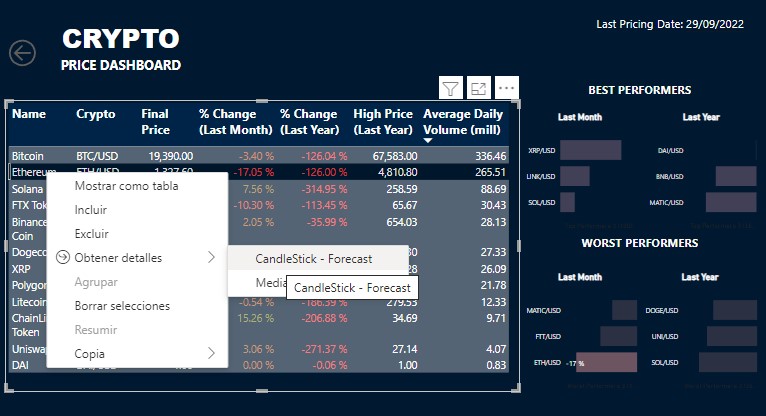 Last Pricing Date: 29/09/2022
CRYPTO
PRICE DASHBOARD
BEST PERFORMERS
Last Month Last Year
XRP/USD DAI/USD
LINK/USD BNB/USD
SOL/USD MATIC/USD
WORST PERFORMERS
Last Month Last Year
MATIC/USD DOGE/USD
FTT/USD UNI/USD
ETH/USD -17 % SOL/USD
Name Crypto Final Price % Change (Last Month) % Change (Last Year) High Price (Last Year) Average Daily Volume (mill)
Bitcoin BTC/USD 19,390.00 -3.40 % -126.04 % 67,583.00 336.46
Ethereum ETH/USD 1,327.60 -17.05 % -126.00 % 4,810.80 265.51
Solana 7.56 % -314.95 % 258.59 88.69
FTX Tok -10.30 % -113.45 % 65.67 30.43
Binance Coin 2.05 % -35.99 % 654.03 28.13
Dogeco 27.33
XRP 26.09
Polygon 21.78
Litecoin -0.54 % -186.39 % 279.53 12.33
ChainLi Token 15.26 % -206.88 % 34.69 9.71
Uniswa 3.06 % -271.37 % 27.14 4.07
DAI 0.00 % -0.06 % 1.00 0.83
Mostrar como tabla
Incluir
Excluir
Obtener detalles
Agrupar
Borrar selecciones
Resumir
Copia
CandleStick - Forecast
Media
CandleStick - Forecast